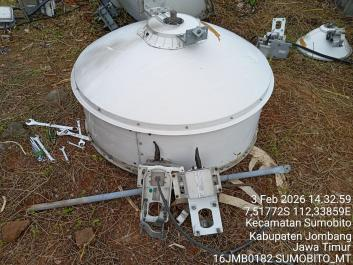 3 Feb 2026 14.32.59
7,51772S 112,33859E
Kecamatan Sumobito
Kabupaten Jombang
Jawa Timur
16JMB0182 SUMOBITO_MT